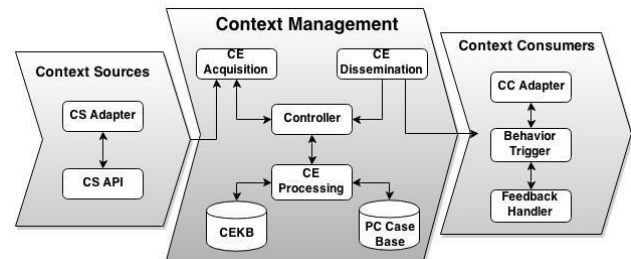 Context Management
Context Sources
Context Consumers
CE
Acquisition
CE
Dissemination
CS Adapter
CS API
Controller
CE
Processing
CEKB
PC Case
Base
CC Adapter
Behavior
Trigger
Feedback
Handler